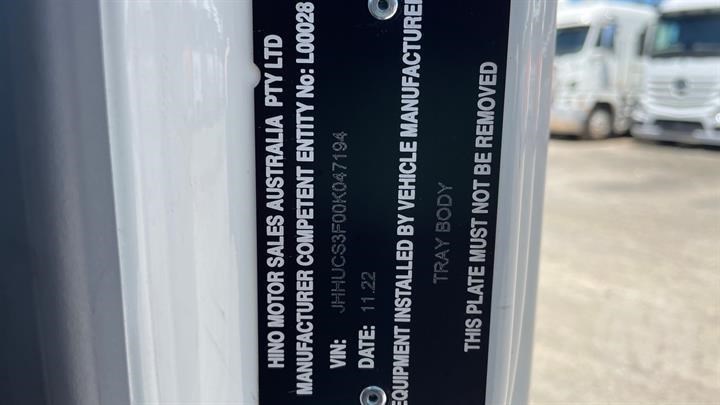 HINO MOTOR SALES AUSTRALIA PTY LTD
MANUFACTURER COMPETENT ENTITY No: L00028
VIN: JHHUCS3F00K047194
DATE: 11.22
EQUIPMENT INSTALLED BY VEHICLE MANUFACTURER
TRAY BODY
THIS PLATE MUST NOT BE REMOVED